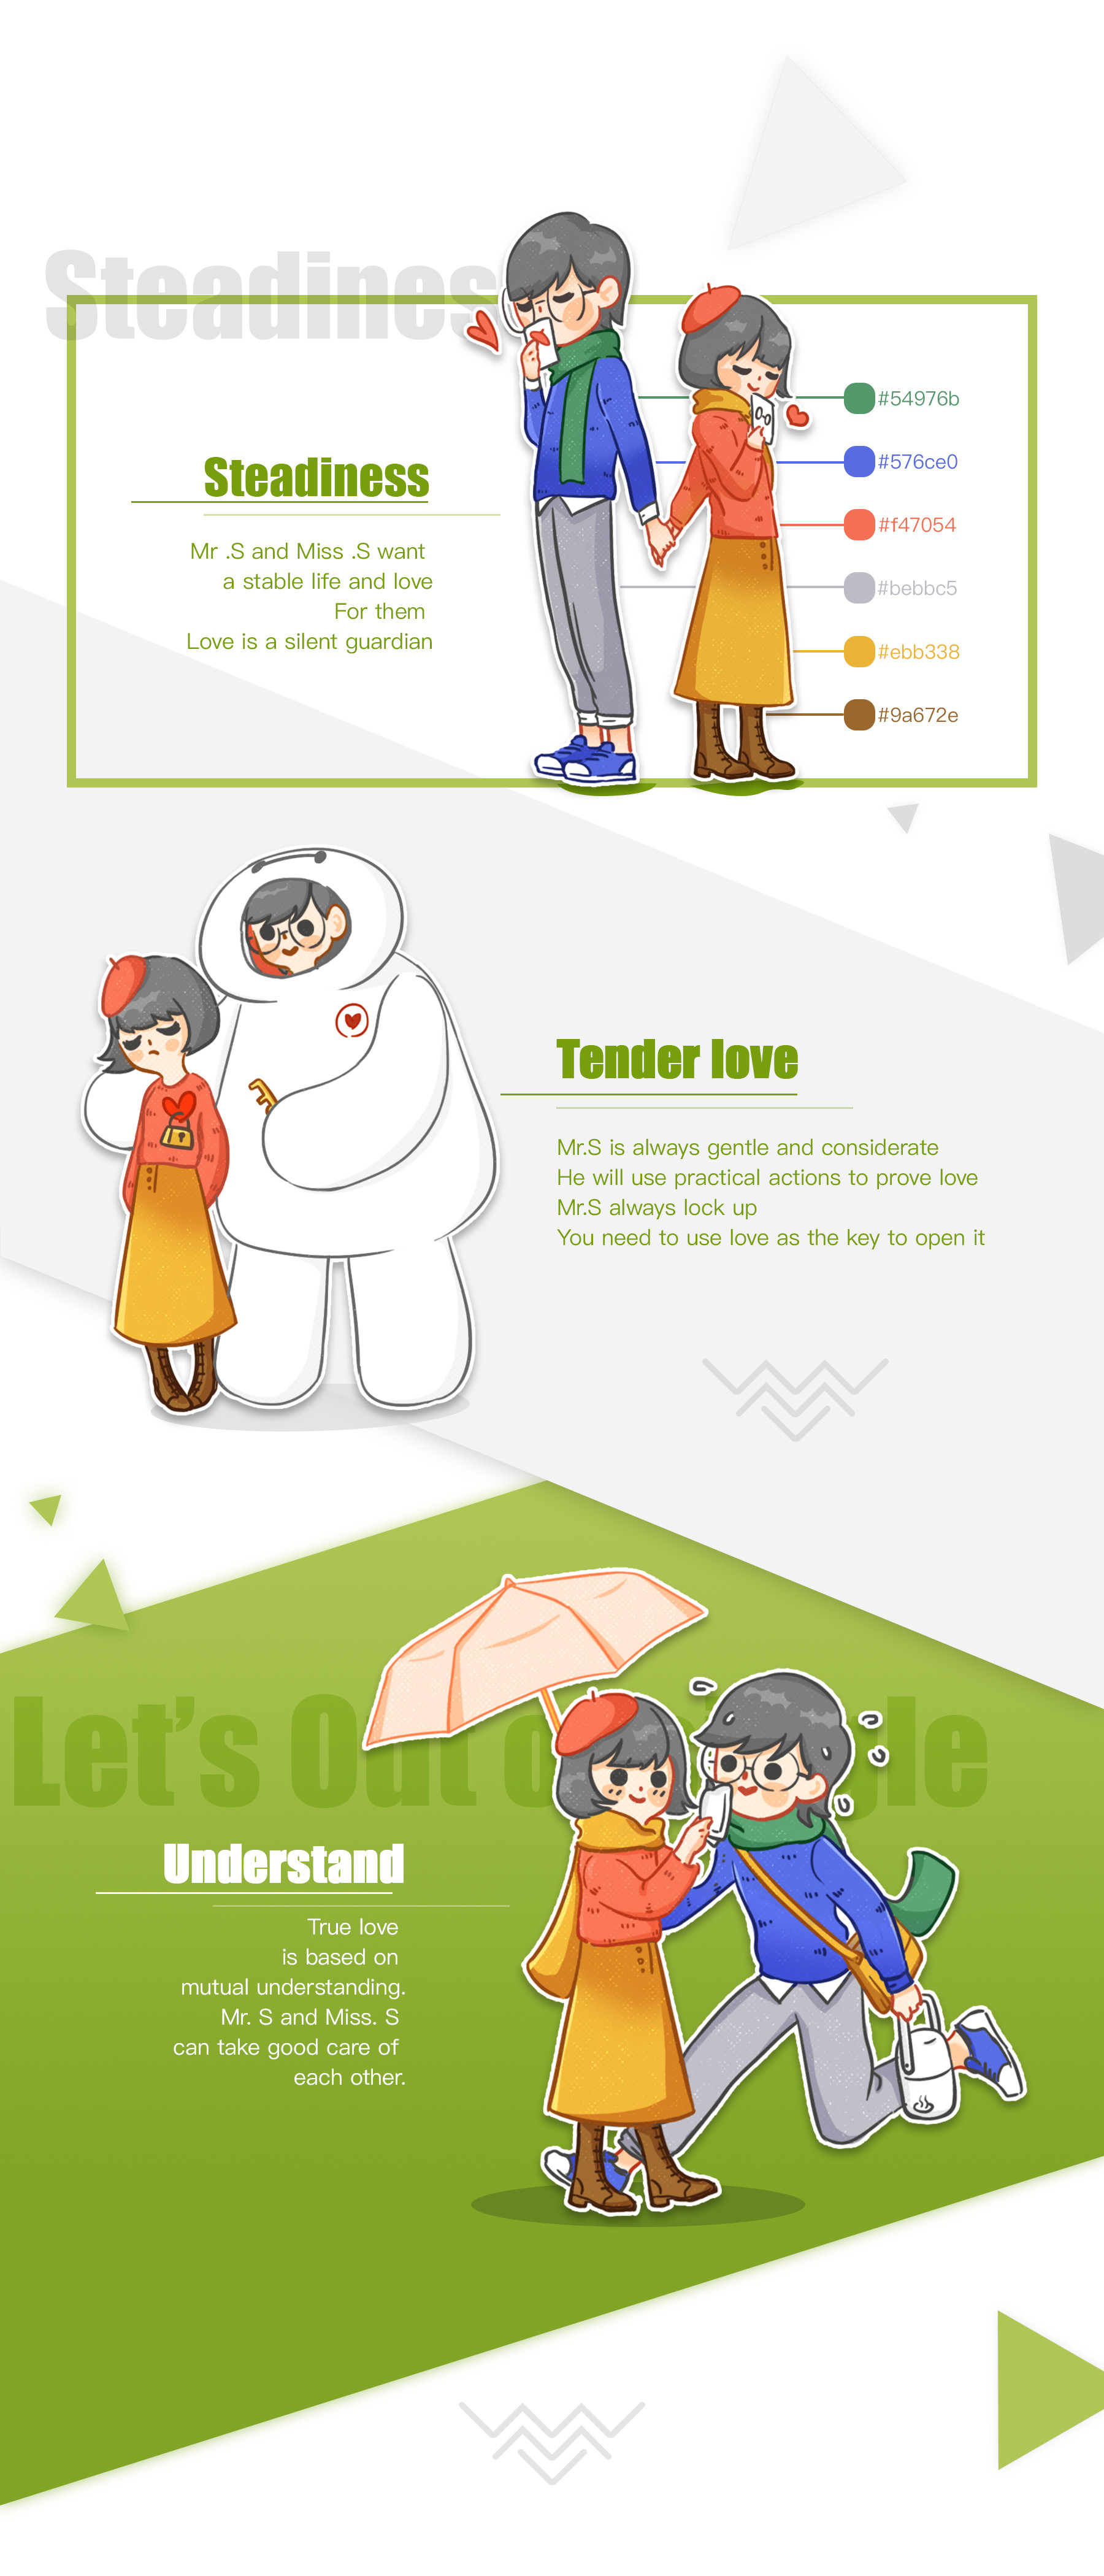 Steadines
Steadiness
Mr .S and Miss .S want
a stable life and love
For them
Love is a silent guardian
#54976b
#576ce0
#f47054
#bebbc5
#ebb338
#9a672e
Tender love
Mr.S is always gentle and considerate
He will use practical actions to prove love
Mr.S always lock up
You need to use love as the key to open it
Let's Out
Understand
True love
is based on
mutual understanding.
Mr. S and Miss. S
can take good care of
each other.